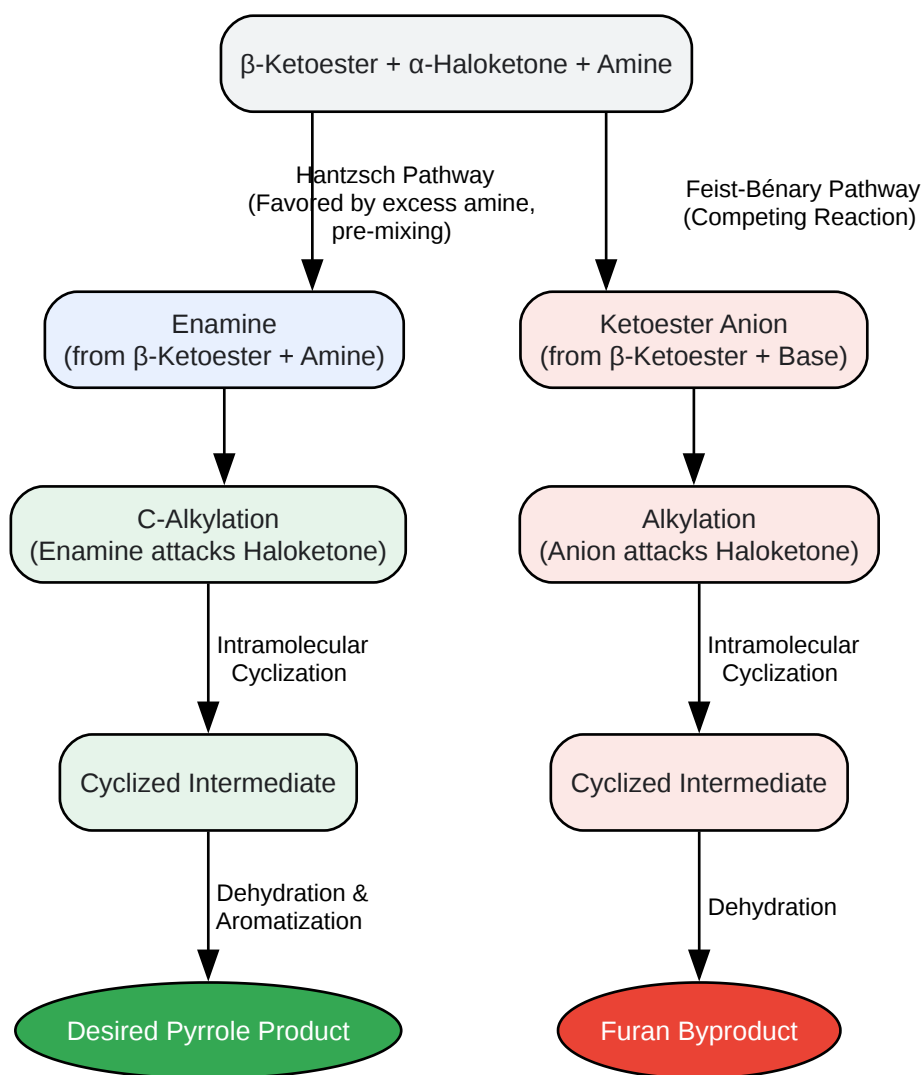 β-Ketoester + α-Haloketone + Amine
Hantzsch Pathway
(Favored by excess amine,
pre-mixing)
Feist-Bénary Pathway
(Competing Reaction)
Enamine
(from β-Ketoester + Amine)
Ketoester Anion
(from β-Ketoester + Base)
C-Alkylation
(Enamine attacks Haloketone)
Alkylation
(Anion attacks Haloketone)
Intramolecular
Cyclization
Intramolecular
Cyclization
Cyclized Intermediate
Cyclized Intermediate
Dehydration &
Aromatization
Dehydration
Desired Pyrrole Product
Furan Byproduct